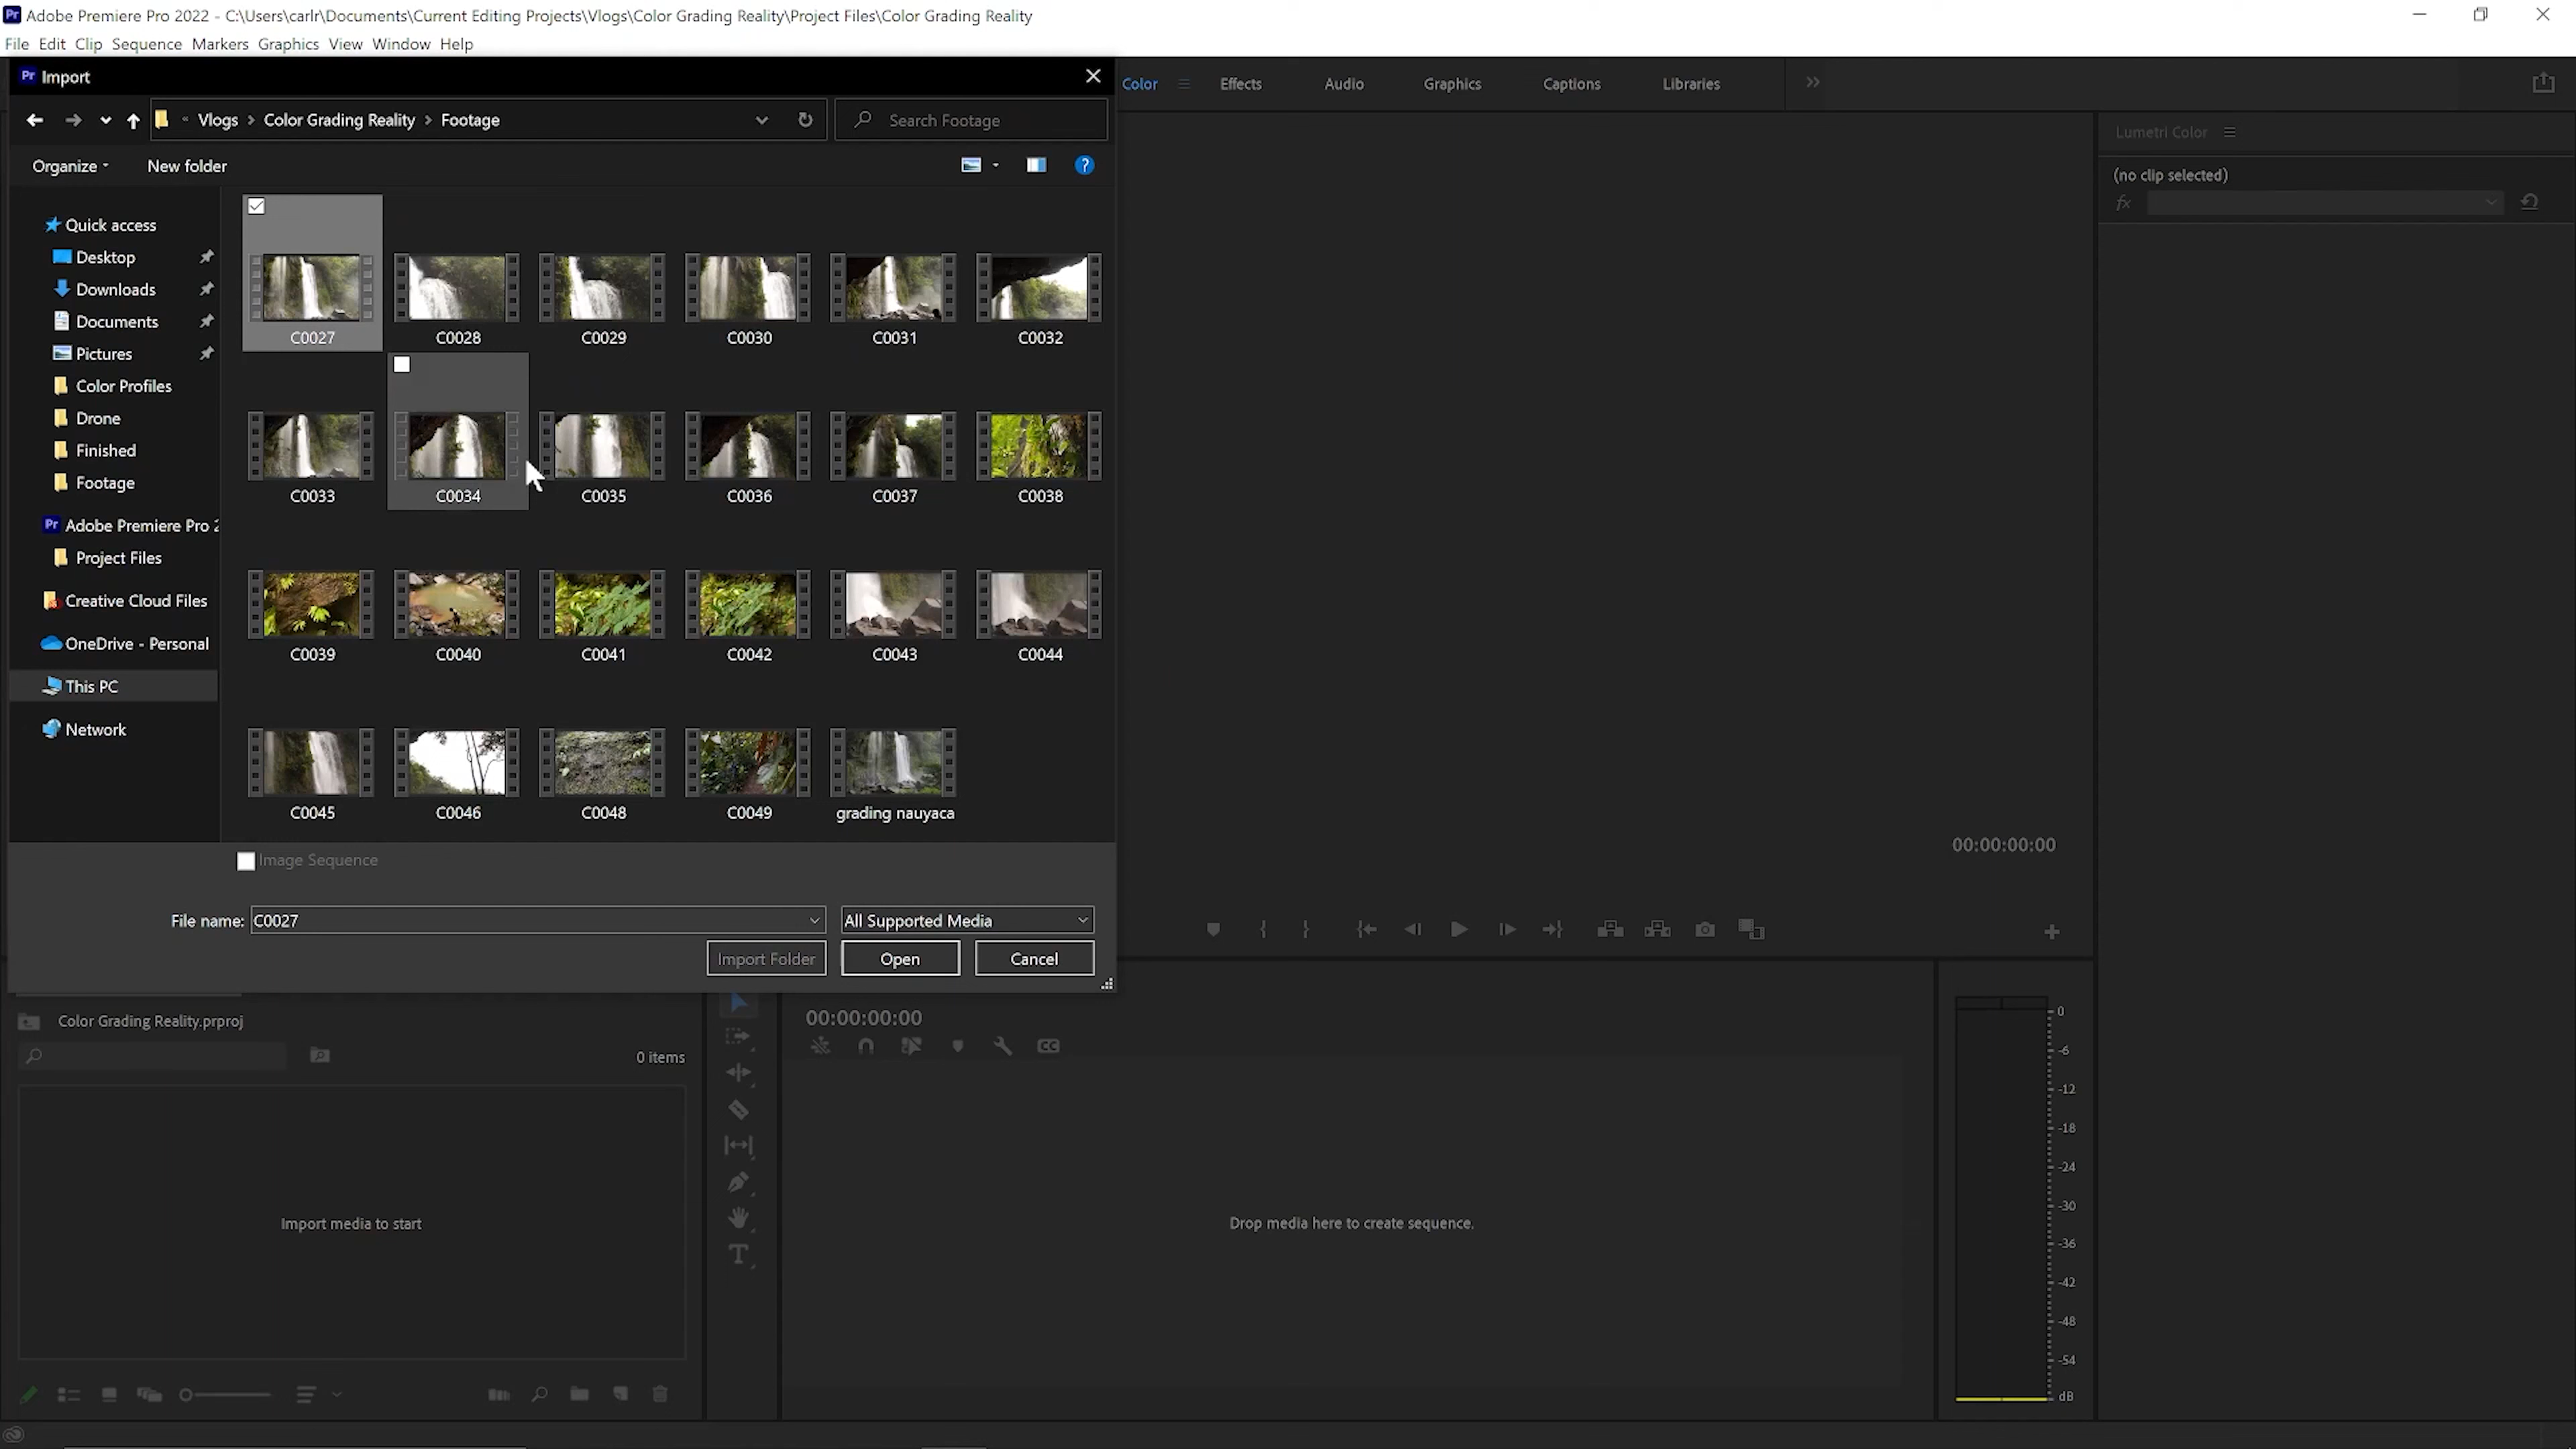 Adobe Premiere Pro 2022 - C:\Users\carlr\Documents\Current Editing Projects\Vlogs\Color Grading Reality\Project Files\Color Grading Reality
File Edit Clip Sequence Markers Graphics View Window Help
Pr Import
Color Effects Audio Graphics Captions Libraries
« Vlogs > Color Grading Reality > Footage
Search Footage
Lumetri Color
Organize New folder
(no clip selected)
fx
Quick access
Desktop
Downloads
Documents
Pictures
Color Profiles
Drone
Finished
Footage
Pr Adobe Premiere Pro 2
Project Files
Creative Cloud Files
OneDrive - Personal
This PC
Network
C0027 C0028 C0029 C0030 C0031 C0032
C0033 C0034 C0035 C0036 C0037 C0038
C0039 C0040 C0041 C0042 C0043 C0044
C0045 C0046 C0048 C0049 grading nauyaca
Image Sequence
File name: C0027 All Supported Media
Import Folder Open Cancel
00:00:00:00
Color Grading Reality.prproj
0 items
Import media to start
00:00:00:00
CC
Drop media here to create sequence.
0
-6
-12
-18
-24
-30
-36
-42
-48
-54
dB